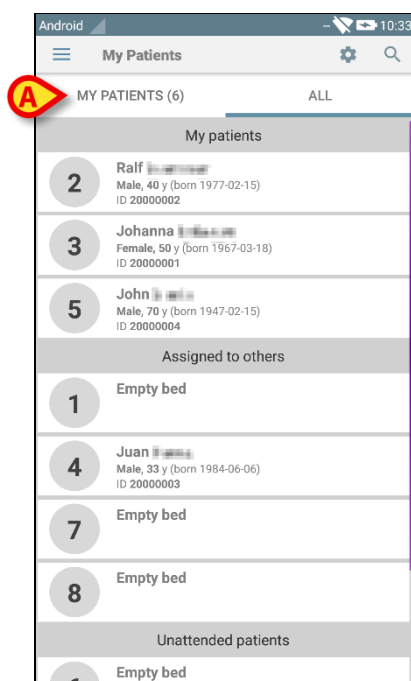 Android 10:33
My Patients
A MY PATIENTS (6) ALL
My patients
2 Ralf
Male, 40 y (born 1977-02-15)
ID 20000002
3 Johanna
Female, 50 y (born 1967-03-18)
ID 20000001
5 John
Male, 70 y (born 1947-02-15)
ID 20000004
Assigned to others
1 Empty bed
4 Juan
Male, 33 y (born 1984-06-06)
ID 20000003
7 Empty bed
8 Empty bed
Unattended patients
Empty bed